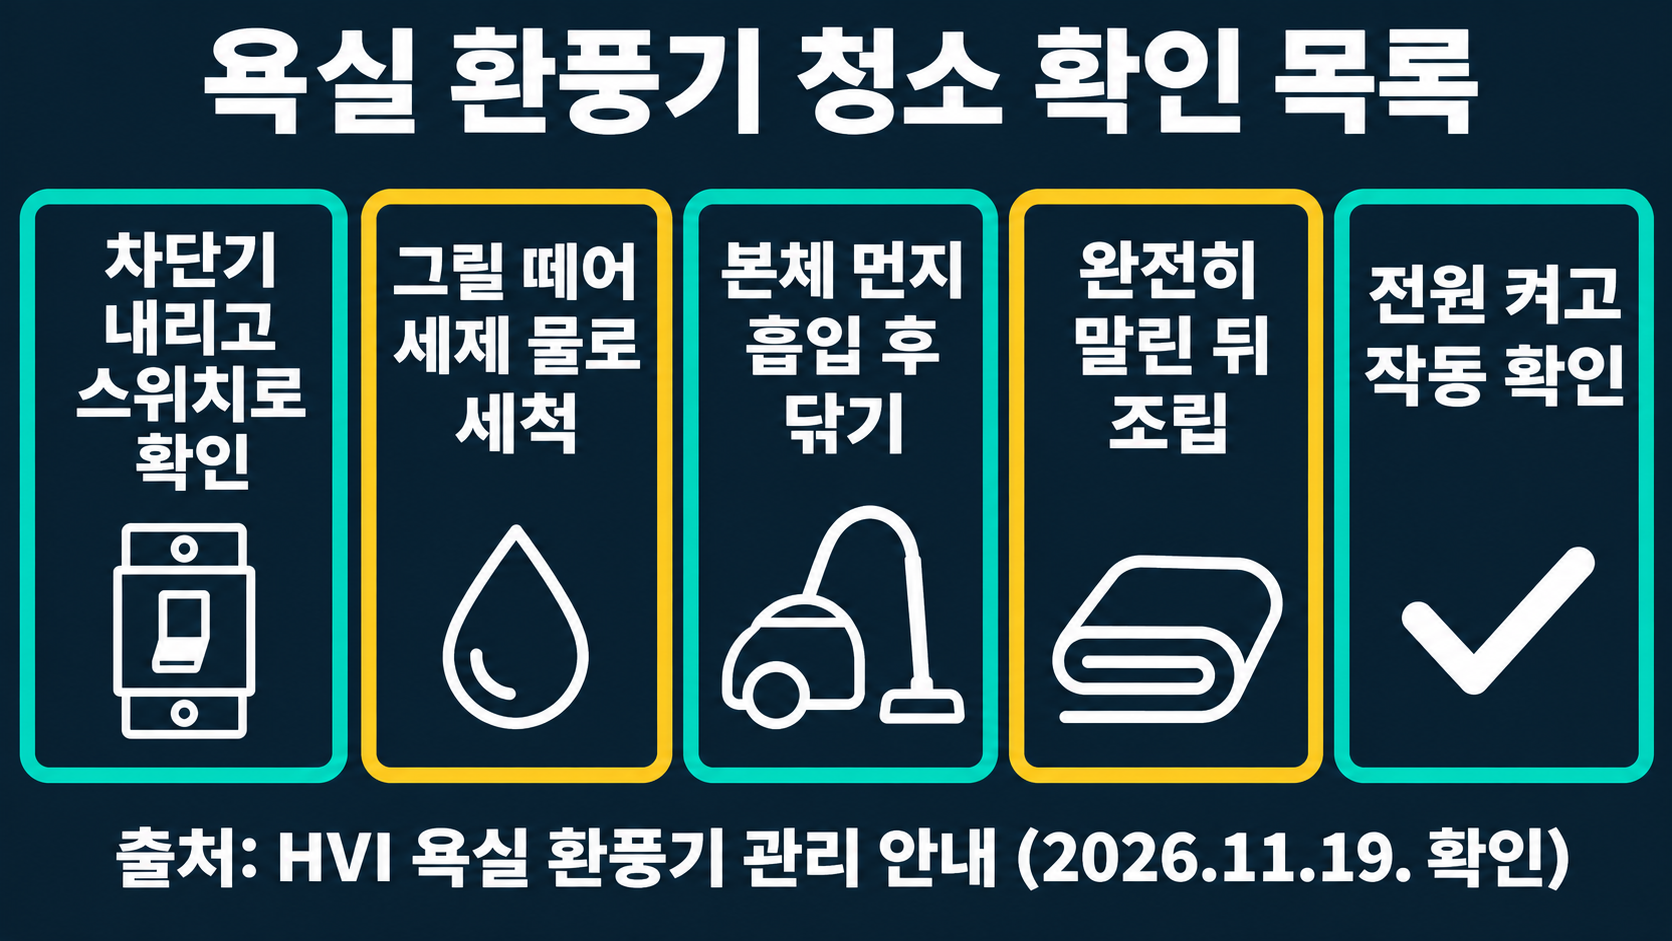 욕실 환풍기 청소 확인 목록
차단기
내리고
스위치로
확인
그릴 떼어
세제 물로
세척
본체 먼지
흡입 후
닦기
완전히
말린 뒤
조립
전원 켜고
작동 확인
출처: HVI 욕실 환풍기 관리 안내 (2026.11.19. 확인)